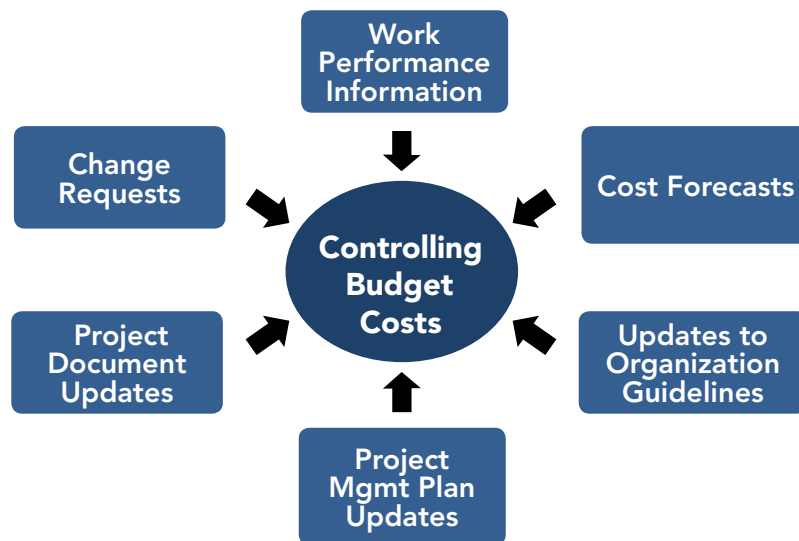 Work
Performance
Information
Change
Requests
Cost Forecasts
Controlling
Budget
Costs
Project
Document
Updates
Updates to
Organization
Guidelines
Project
Mgmt Plan
Updates